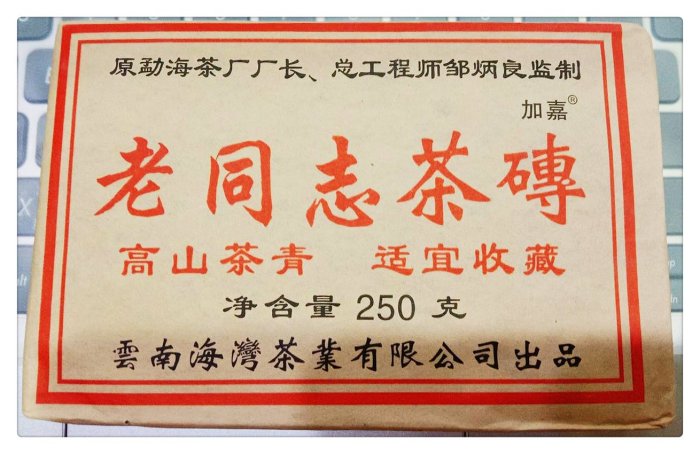 原勐海茶厂厂长、总工程师邹炳良监制
加嘉®
老同志茶磚
高山茶青 适宜收藏
净含量 250 克
雲南海灣茶業有限公司出品